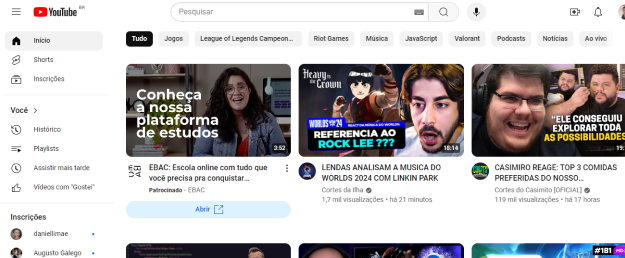 YouTube BR
Pesquisar
Início
Shorts
Inscrições
Você
Histórico
Playlists
Assistir mais tarde
Vídeos com "Gostei"
Inscrições
daniellimae
Augusto Galego
Tudo
Jogos
League of Legends Campeon...
Riot Games
Música
JavaScript
Valorant
Podcasts
Notícias
Ao vivo
Conheça
a nossa
plataforma
de estudos
3:52
EBAC: Escola online com tudo que
você precisa pra conquistar...
Patrocinado · EBAC
Abrir
Heavy is
the Crown
WORLDS 24
REFERENCIA AO
ROCK LEE ???
18:14
LENDAS ANALISAM A MUSICA DO
WORLDS 2024 COM LINKIN PARK
Cortes da Ilha
1,7 mil visualizações • há 21 minutos
"ELE CONSEGUIU
EXPLORAR TODA
AS POSSIBILIDADES
19:
CASIMIRO REAGE: TOP 3 COMIDAS
PREFERIDAS DO NOSSO...
Cortes do Casimito [OFICIAL]
119 mil visualizações • há 17 horas
#181